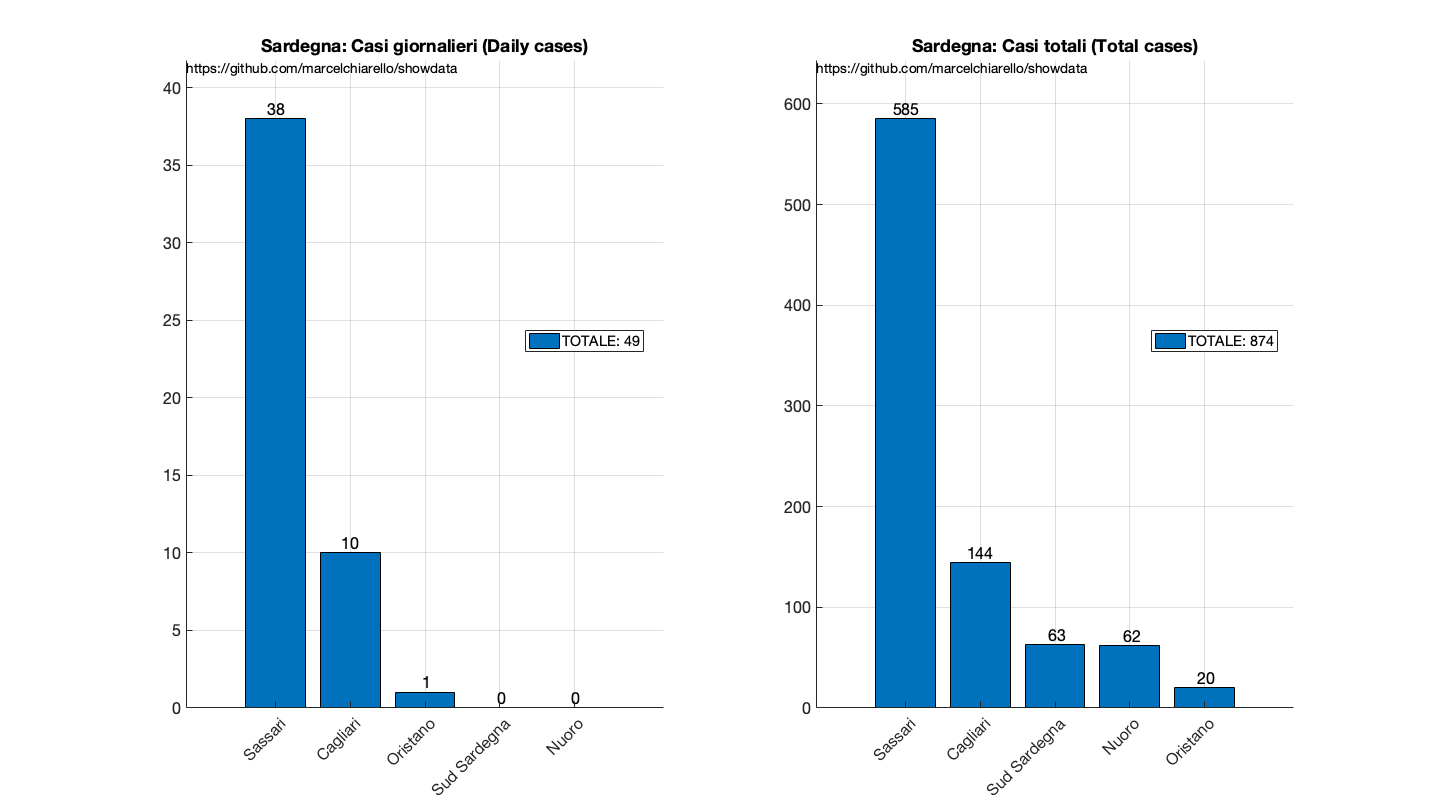 Sardegna: Casi giornalieri (Daily cases)
https://github.com/marcelchiarello/showdata
40
35
30
25
20
15
10
5
0
38
10
1
0
0
TOTALE: 49
Sassari
Cagliari
Oristano
Sud Sardegna
Nuoro
Sardegna: Casi totali (Total cases)
https://github.com/marcelchiarello/showdata
600
500
400
300
200
100
0
585
144
63
62
20
TOTALE: 874
Sassari
Cagliari
Sud Sardegna
Nuoro
Oristano